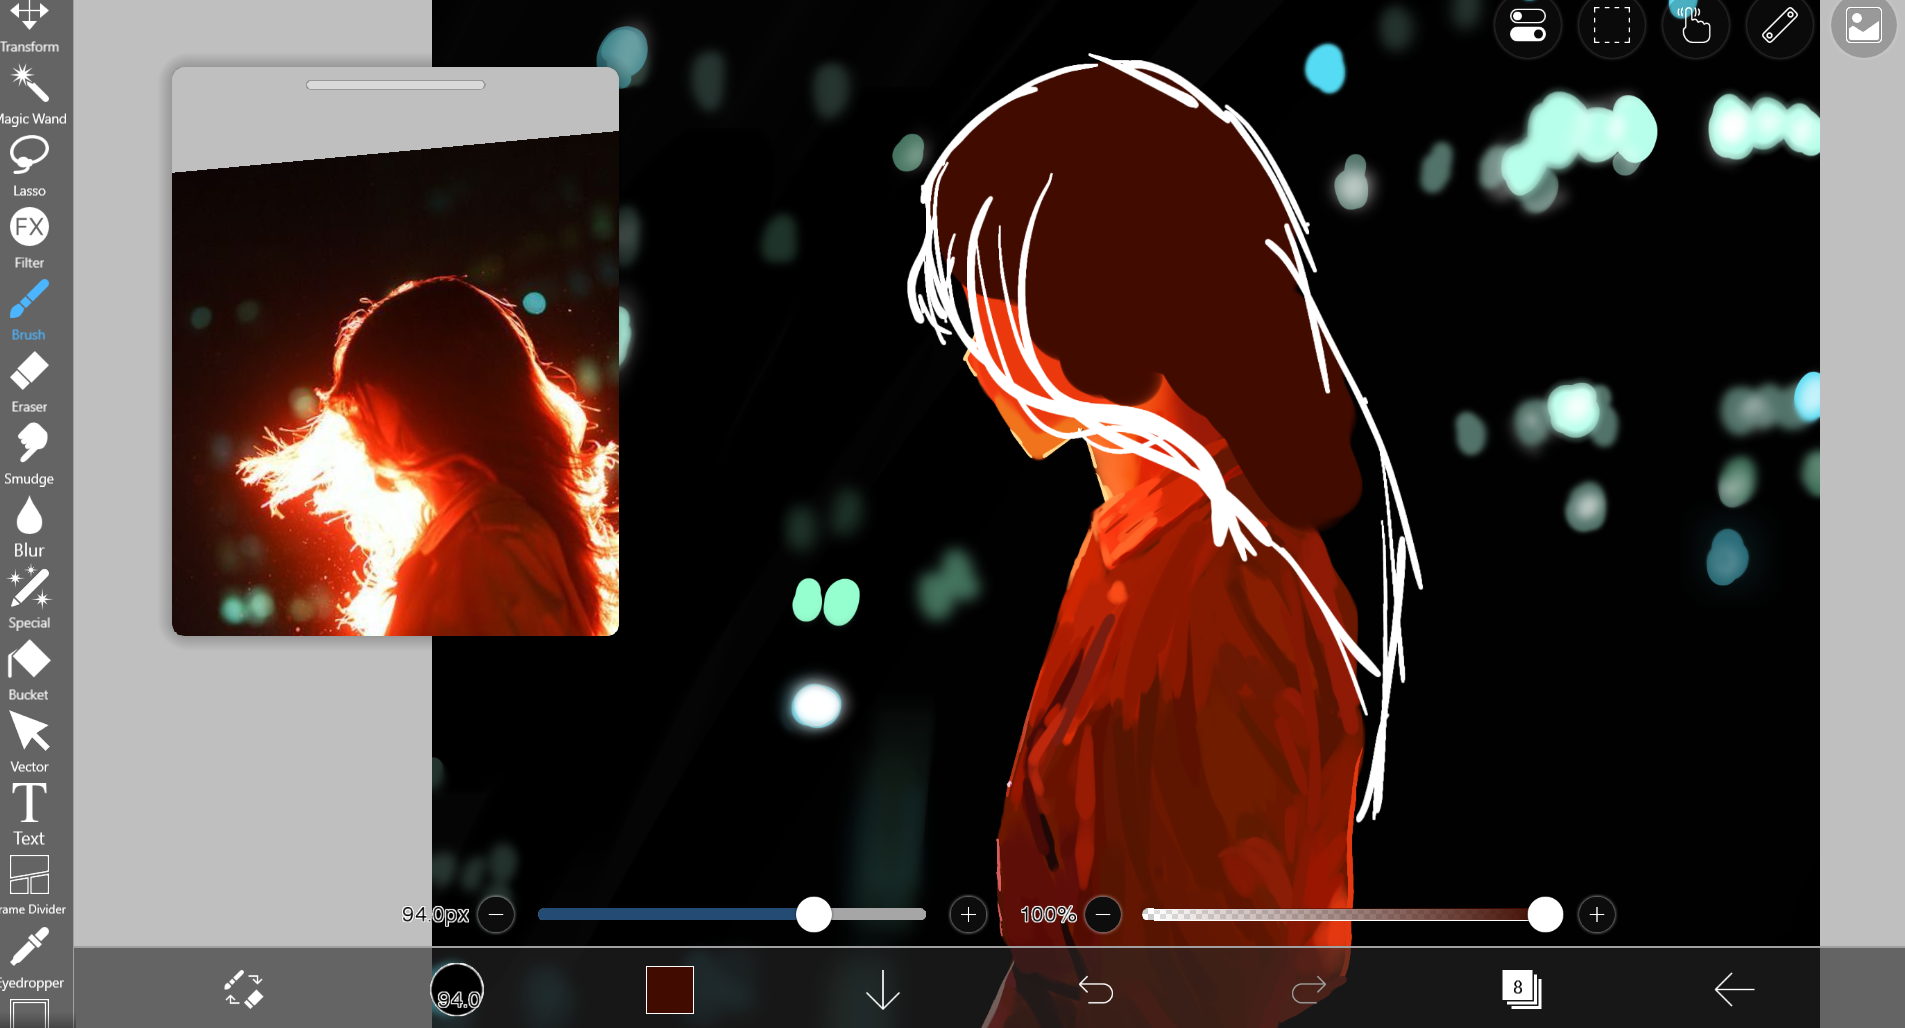 Transform
Magic Wand
Lasso
FX
Filter
Brush
Eraser
Smudge
Blur
Special
Bucket
Vector
T
Text
rame Divider
Eyedropper
94.0px
100%
94.0
8